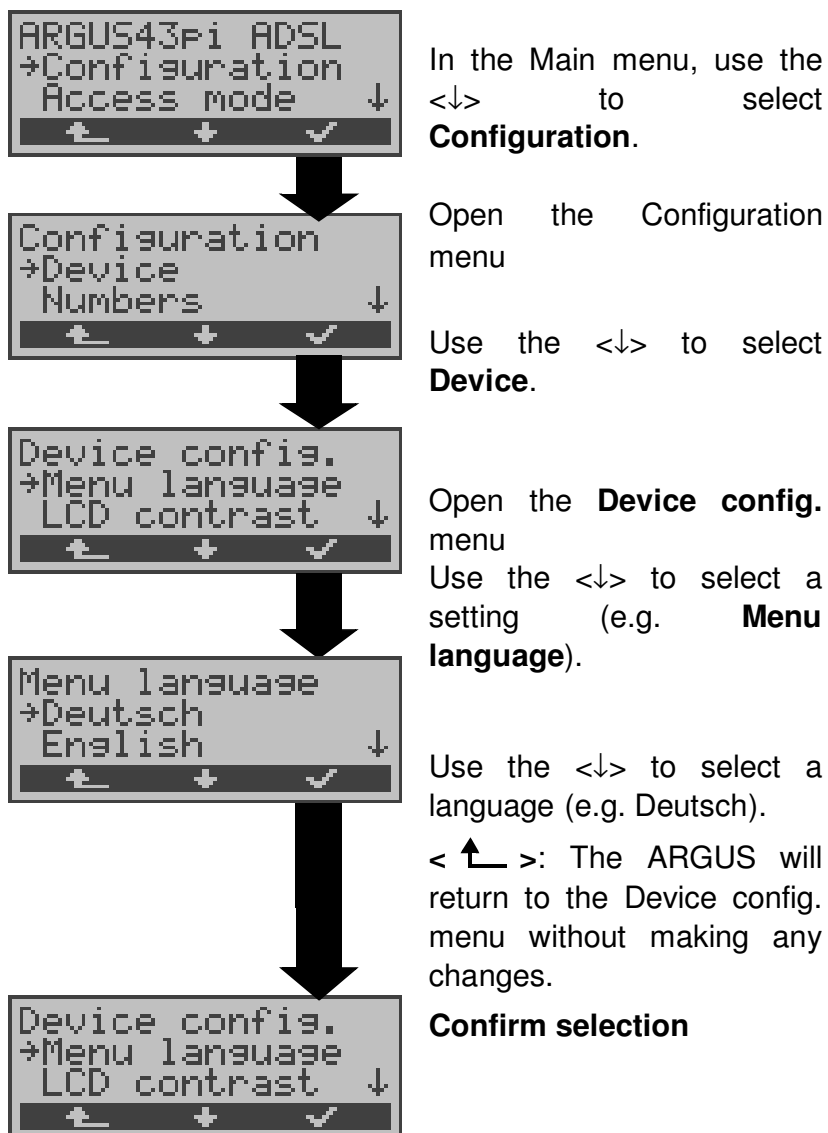 ARGUS43pi ADSL
→Configuration
Access mode ↓
In the Main menu, use the
<↓> to select
Configuration.
Configuration
→Device
Numbers ↓
Open the Configuration
menu
Use the <↓> to select
Device.
Device config.
→Menu language
LCD contrast ↓
Open the Device config.
menu
Use the <↓> to select a
setting (e.g. Menu
language).
Menu language
→Deutsch
English ↓
Use the <↓> to select a
language (e.g. Deutsch).
< >: The ARGUS will
return to the Device config.
menu without making any
changes.
Device config.
→Menu language
LCD contrast ↓
Confirm selection